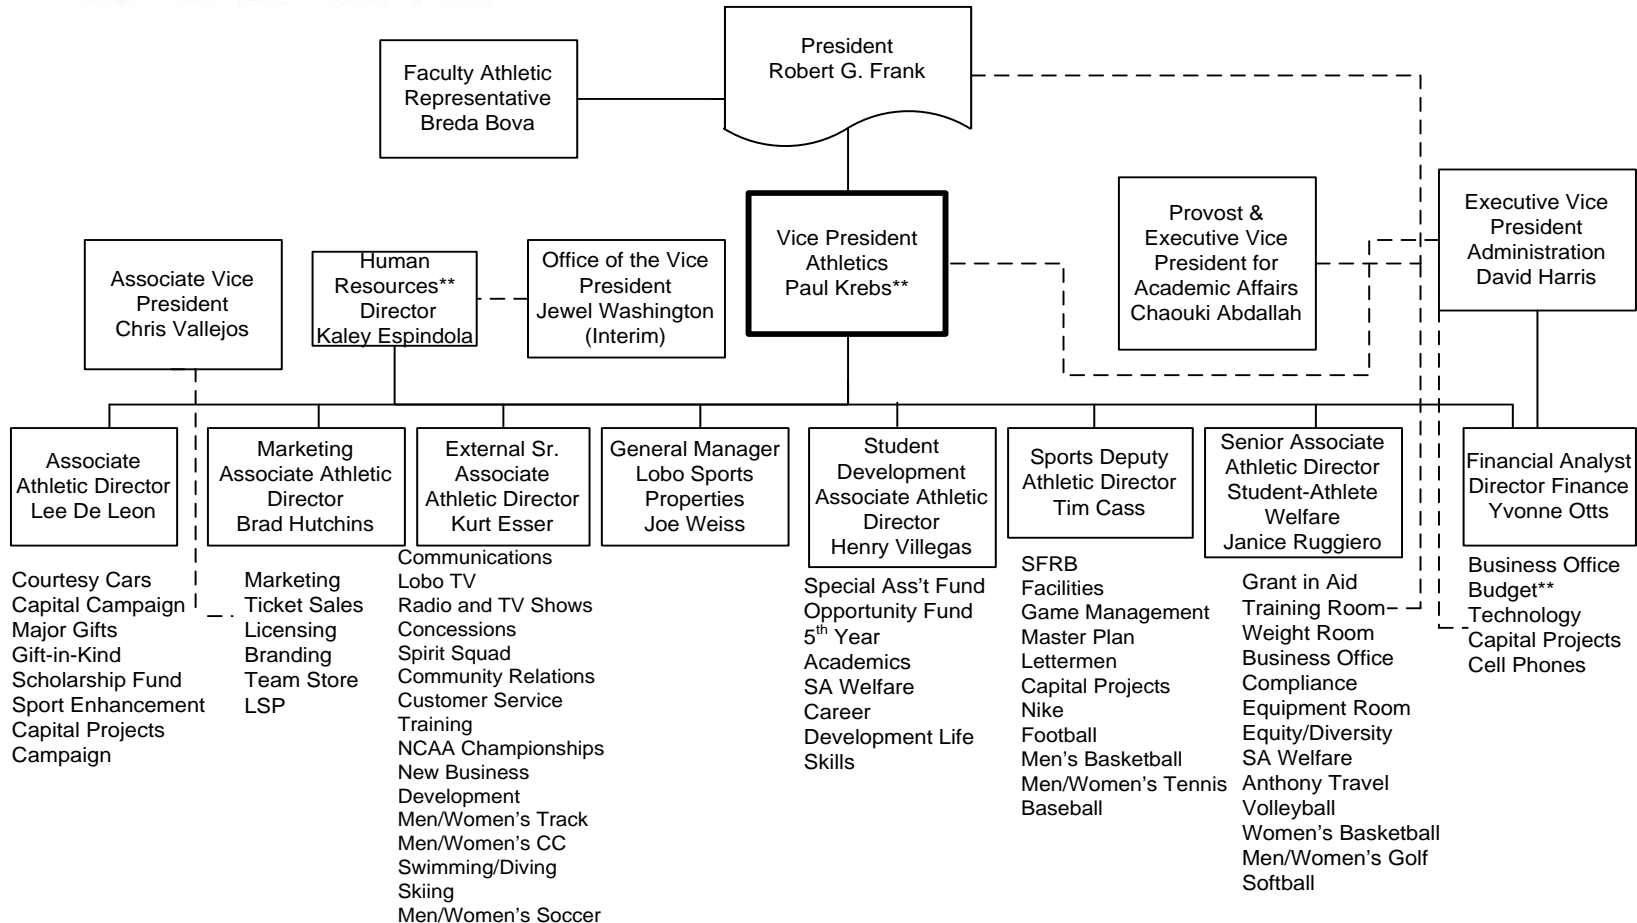 President
Robert G. Frank
Faculty Athletic
Representative
Breda Bova
Vice President
Athletics
Paul Krebs**
Provost &
Executive Vice
President for
Academic Affairs
Chaouki Abdallah
Executive Vice
President
Administration
David Harris
Associate Vice
President
Chris Vallejos
Human
Resources**
Director
Kaley Espindola
Office of the Vice
President
Jewel Washington
(Interim)
Associate
Athletic Director
Lee De Leon
Courtesy Cars
Capital Campaign
Major Gifts
Gift-in-Kind
Scholarship Fund
Sport Enhancement
Capital Projects
Campaign
Marketing
Associate Athletic
Director
Brad Hutchins
Marketing
Ticket Sales
Licensing
Branding
Team Store
LSP
External Sr.
Associate
Athletic Director
Kurt Esser
Communications
Lobo TV
Radio and TV Shows
Concessions
Spirit Squad
Community Relations
Customer Service
Training
NCAA Championships
New Business
Development
Men/Women's Track
Men/Women's CC
Swimming/Diving
Skiing
Men/Women's Soccer
General Manager
Lobo Sports
Properties
Joe Weiss
Student
Development
Associate Athletic
Director
Henry Villegas
Special Ass't Fund
Opportunity Fund
5th Year
Academics
SA Welfare
Career
Development Life
Skills
Sports Deputy
Athletic Director
Tim Cass
SFRB
Facilities
Game Management
Master Plan
Lettermen
Capital Projects
Nike
Football
Men's Basketball
Men/Women's Tennis
Baseball
Senior Associate
Athletic Director
Student-Athlete
Welfare
Janice Ruggiero
Grant in Aid
Training Room
Weight Room
Business Office
Compliance
Equipment Room
Equity/Diversity
SA Welfare
Anthony Travel
Volleyball
Women's Basketball
Men/Women's Golf
Softball
Financial Analyst
Director Finance
Yvonne Otts
Business Office
Budget**
Technology
Capital Projects
Cell Phones